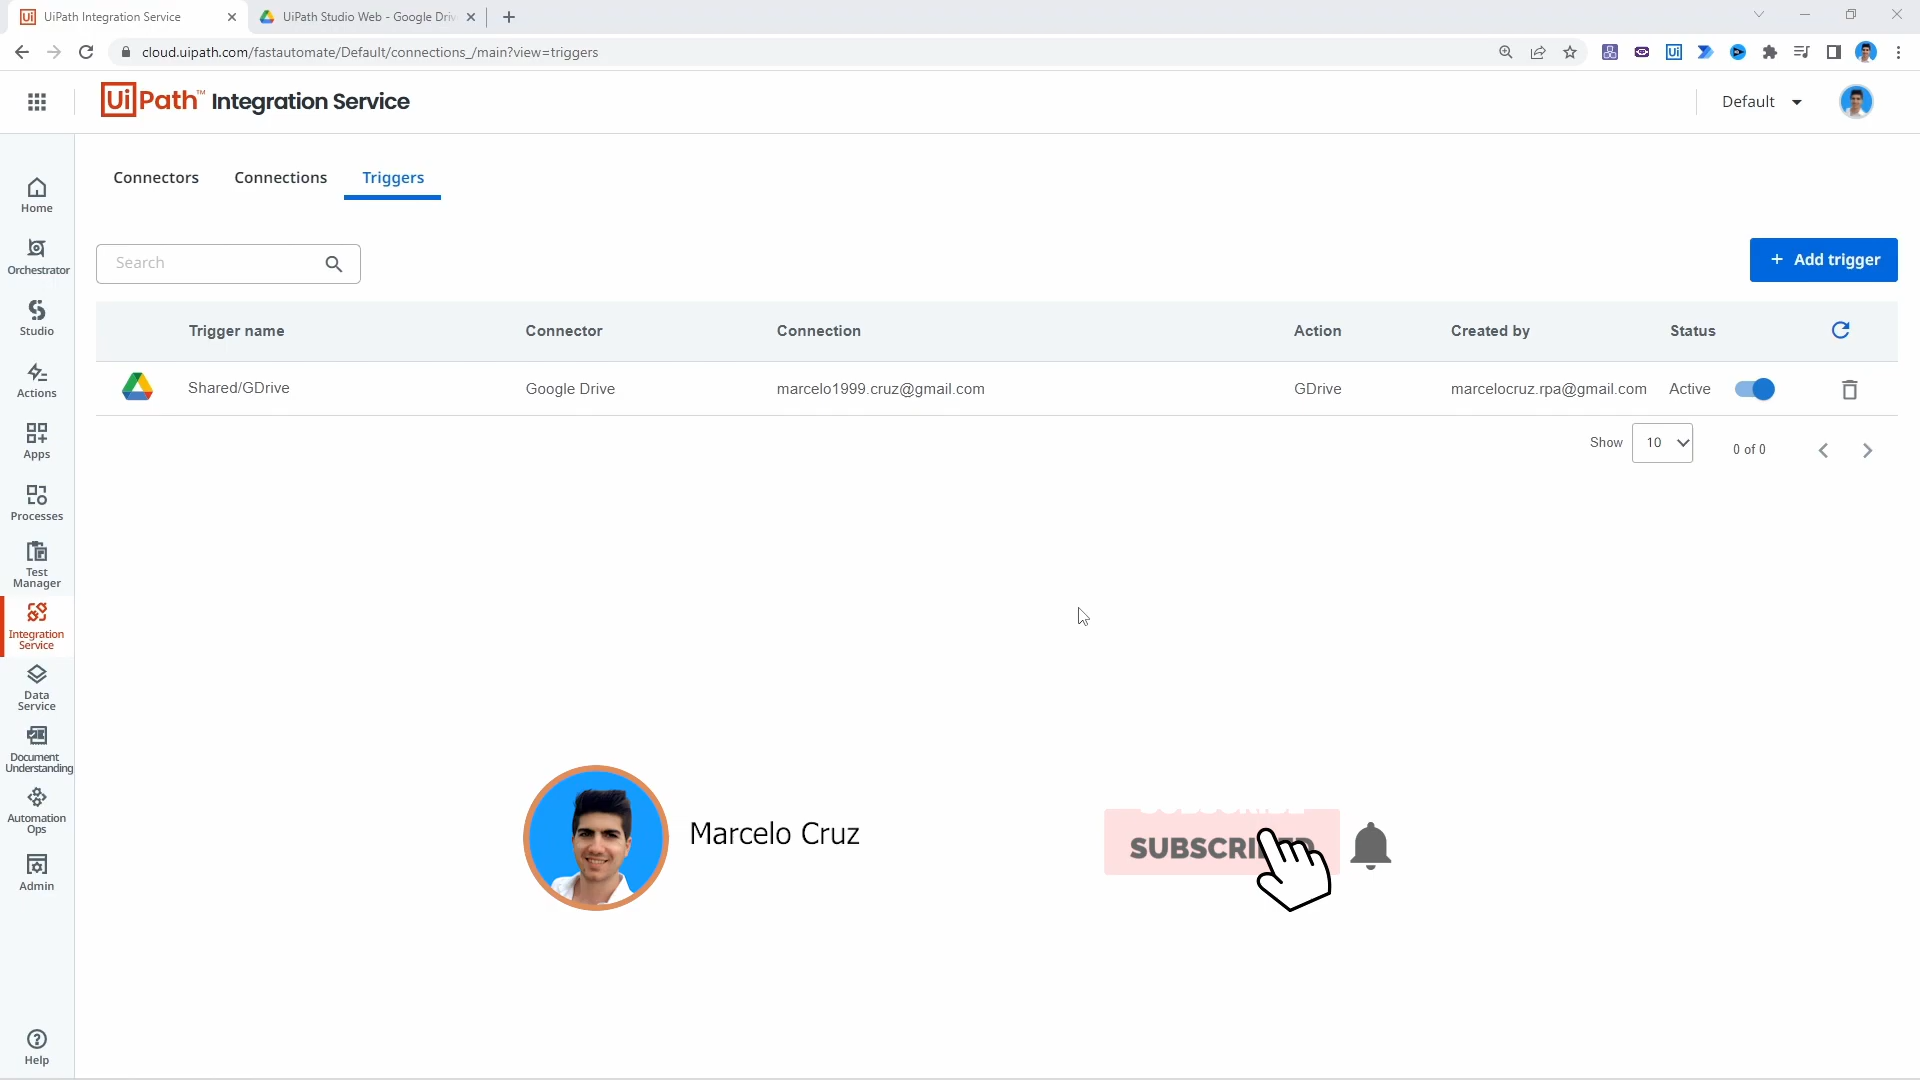 UiPath Integration Service
UiPath Studio Web - Google Driv
cloud.uipath.com/fastautomate/Default/connections_/main?view=triggers
UiPath™ Integration Service
Default
Home
Orchestrator
Studio
Actions
Apps
Processes
Test
Manager
Integration
Service
Data
Service
Document
Understanding
Automation
Ops
Admin
Help
Connectors Connections Triggers
Search
+ Add trigger
Trigger name Connector Connection Action Created by Status
Shared/GDrive Google Drive marcelo1999.cruz@gmail.com GDrive marcelocruz.rpa@gmail.com Active
Show 10 0 of 0
Marcelo Cruz